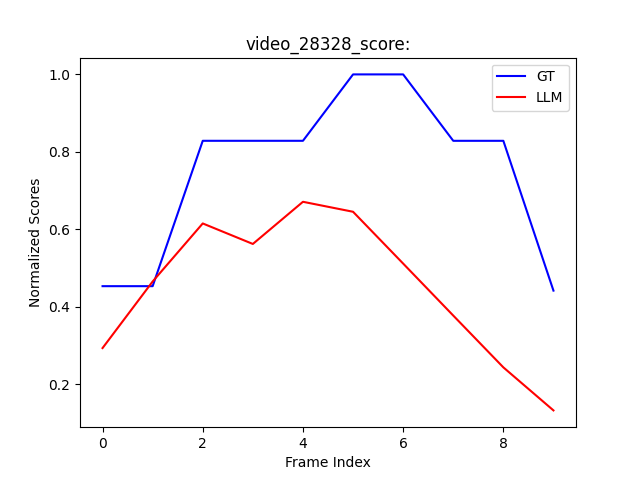 video_28328_score:
GT
LLM
1.0
0.8
0.6
0.4
0.2
Normalized Scores
0 2 4 6 8
Frame Index